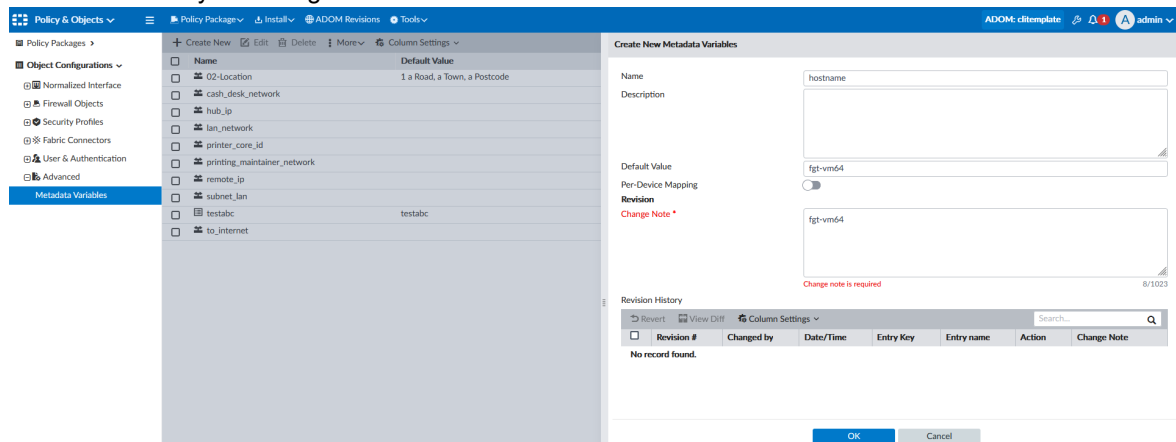 Policy & Objects
Policy Package
Install
ADOM Revisions
Tools
ADOM: clitemplate
1
A
admin
Policy Packages
Object Configurations
Normalized Interface
Firewall Objects
Security Profiles
Fabric Connectors
User & Authentication
Advanced
Metadata Variables
Create New
Edit
Delete
More
Column Settings
Name Default Value
02-Location 1 a Road, a Town, a Postcode
cash_desk_network
hub_ip
lan_network
printer_core_id
printing_maintainer_network
remote_ip
subnet_lan
testabc testabc
to_internet
Create New Metadata Variables
Name hostname
Description
Default Value fgt-vm64
Per-Device Mapping
Revision
Change Note * fgt-vm64
Change note is required 8/1023
Revision History
Revert View Diff Column Settings Search...
Revision # Changed by Date/Time Entry Key Entry name Action Change Note
No record found.
OK Cancel